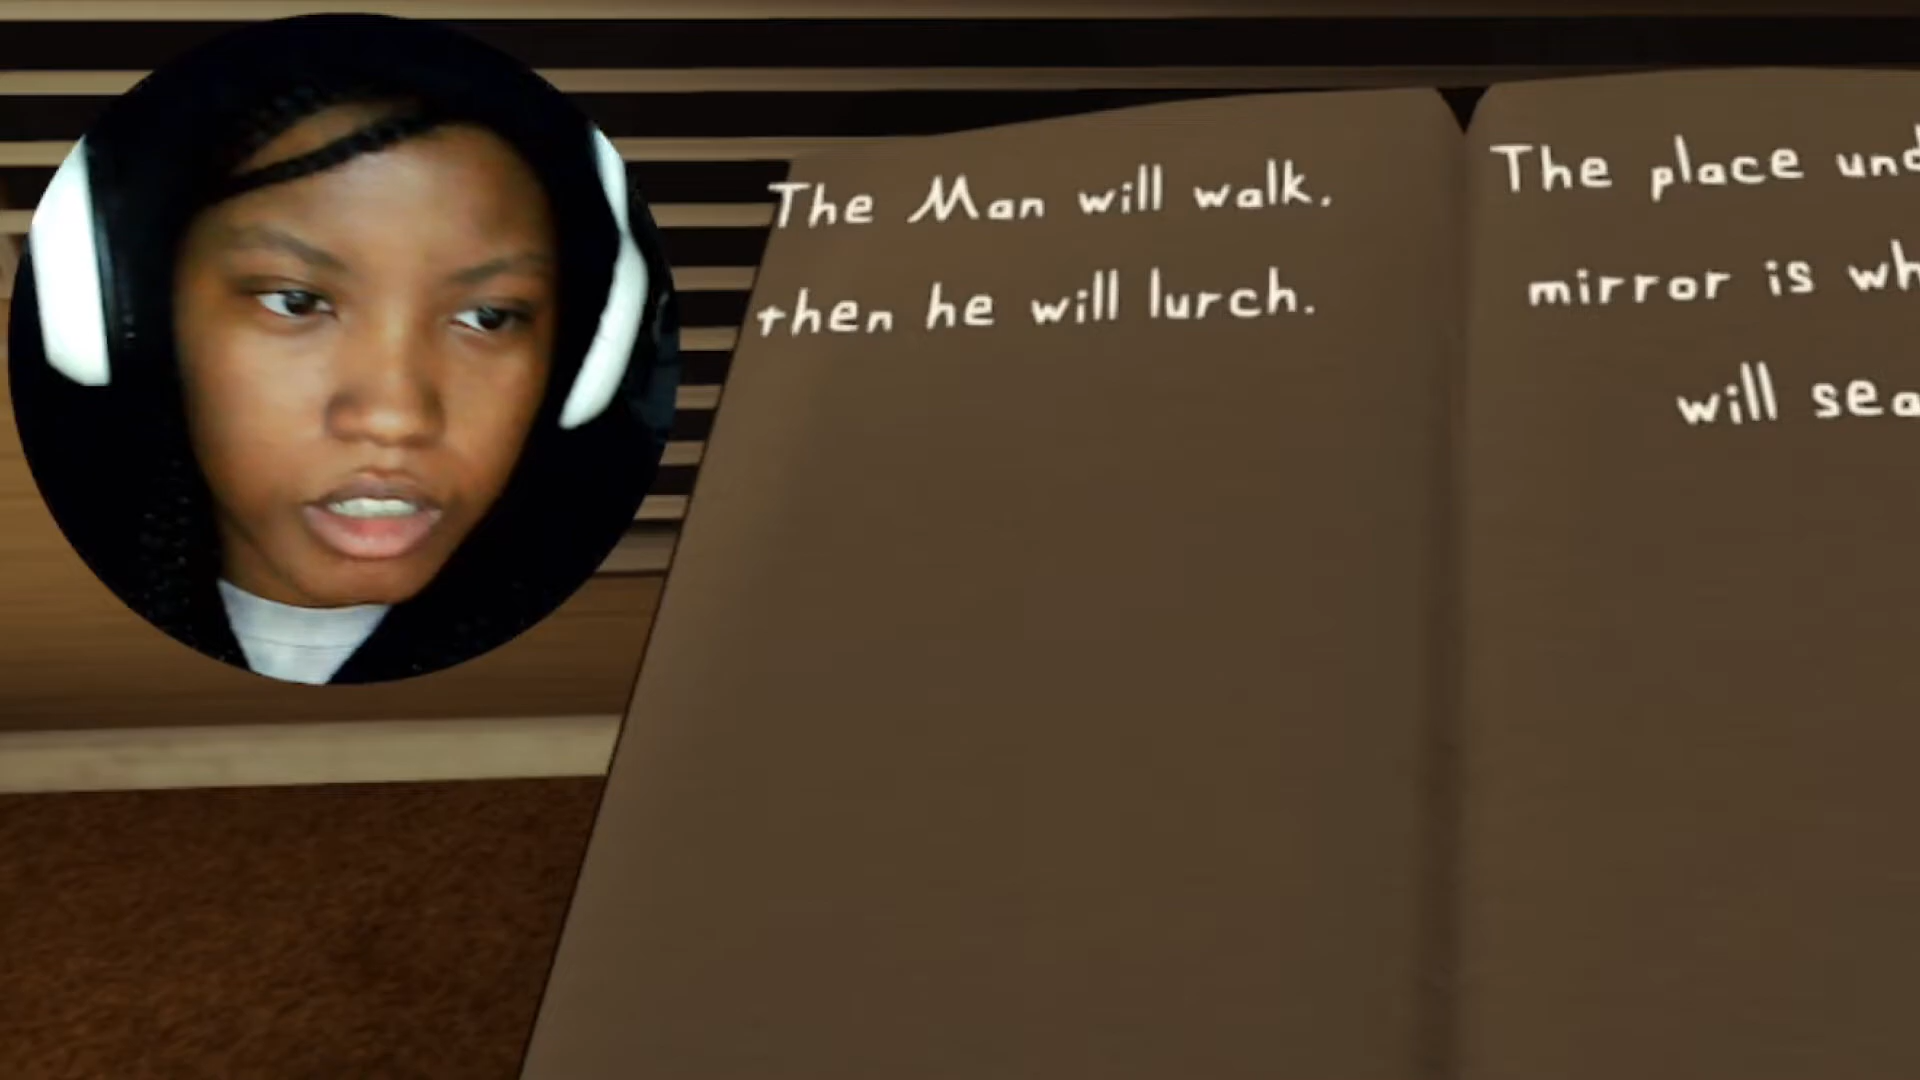 The Man will walk.
then he will lurch.
The place
mirror is
will